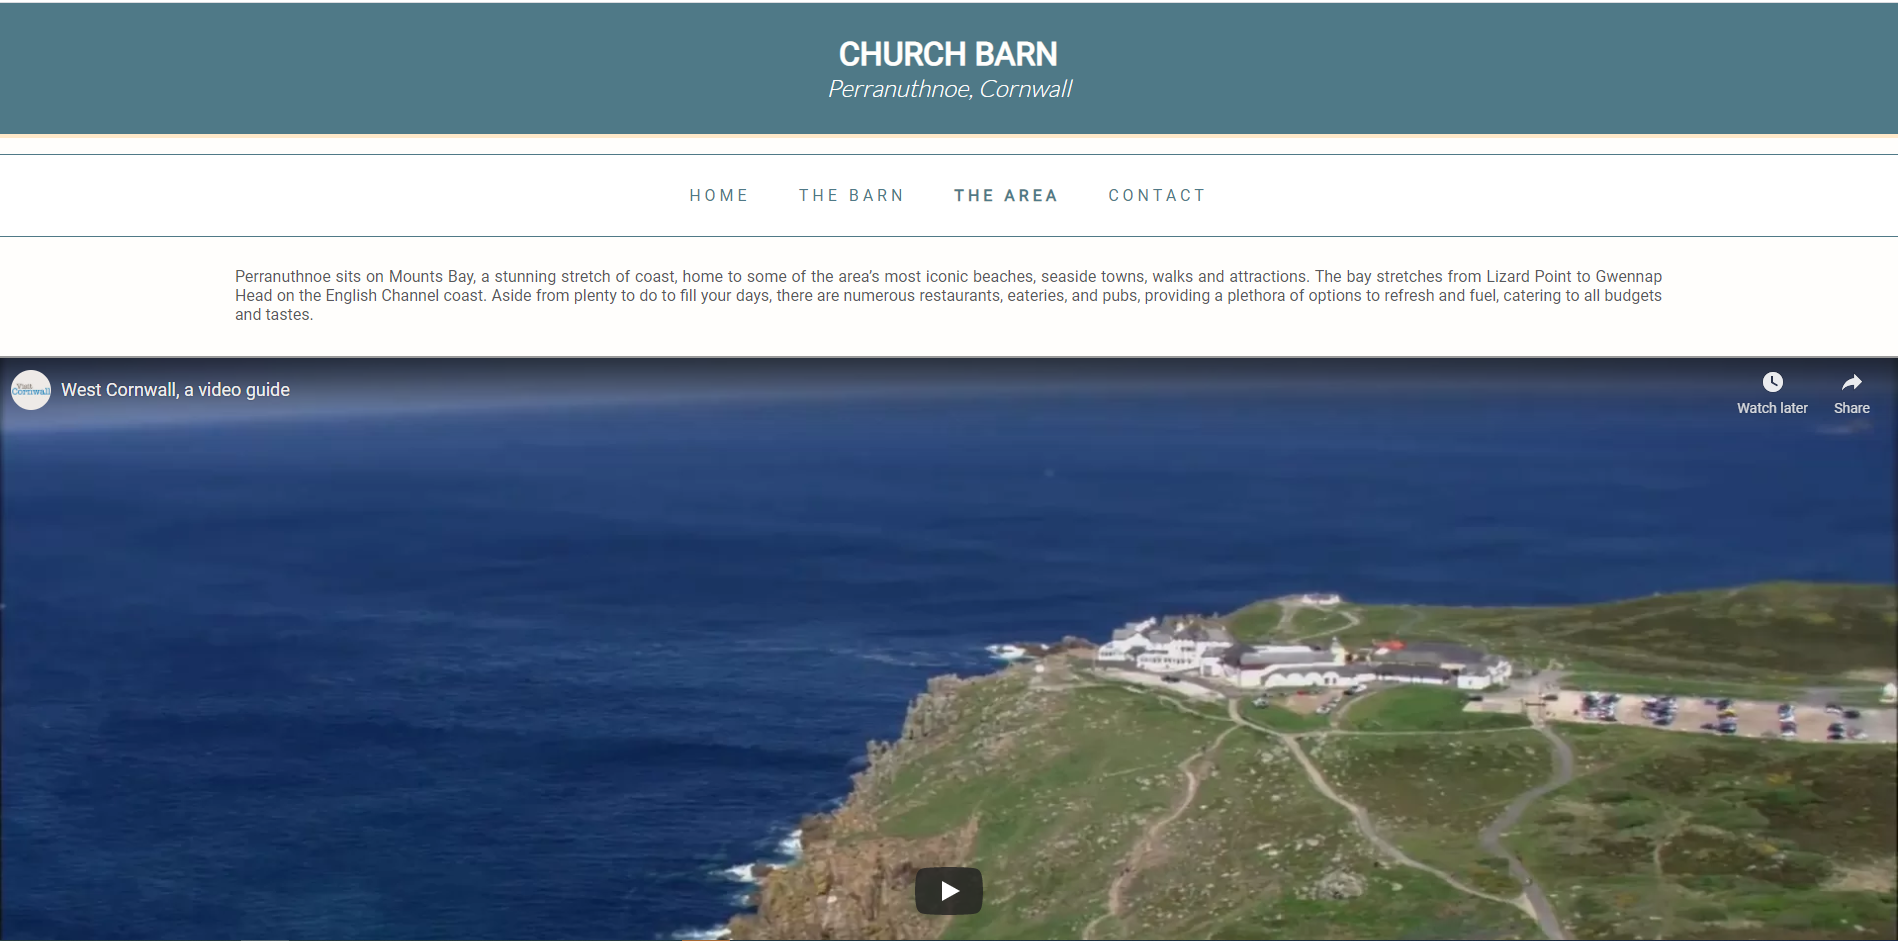 CHURCH BARN
Perranuthnoe, Cornwall
HOME THE BARN THE AREA CONTACT
Perranuthnoe sits on Mounts Bay, a stunning stretch of coast, home to some of the area's most iconic beaches, seaside towns, walks and attractions. The bay stretches from Lizard Point to Gwennap
Head on the English Channel coast. Aside from plenty to do to fill your days, there are numerous restaurants, eateries, and pubs, providing a plethora of options to refresh and fuel, catering to all budgets
and tastes.
Visit
Cornwall
West Cornwall, a video guide
Watch later
Share